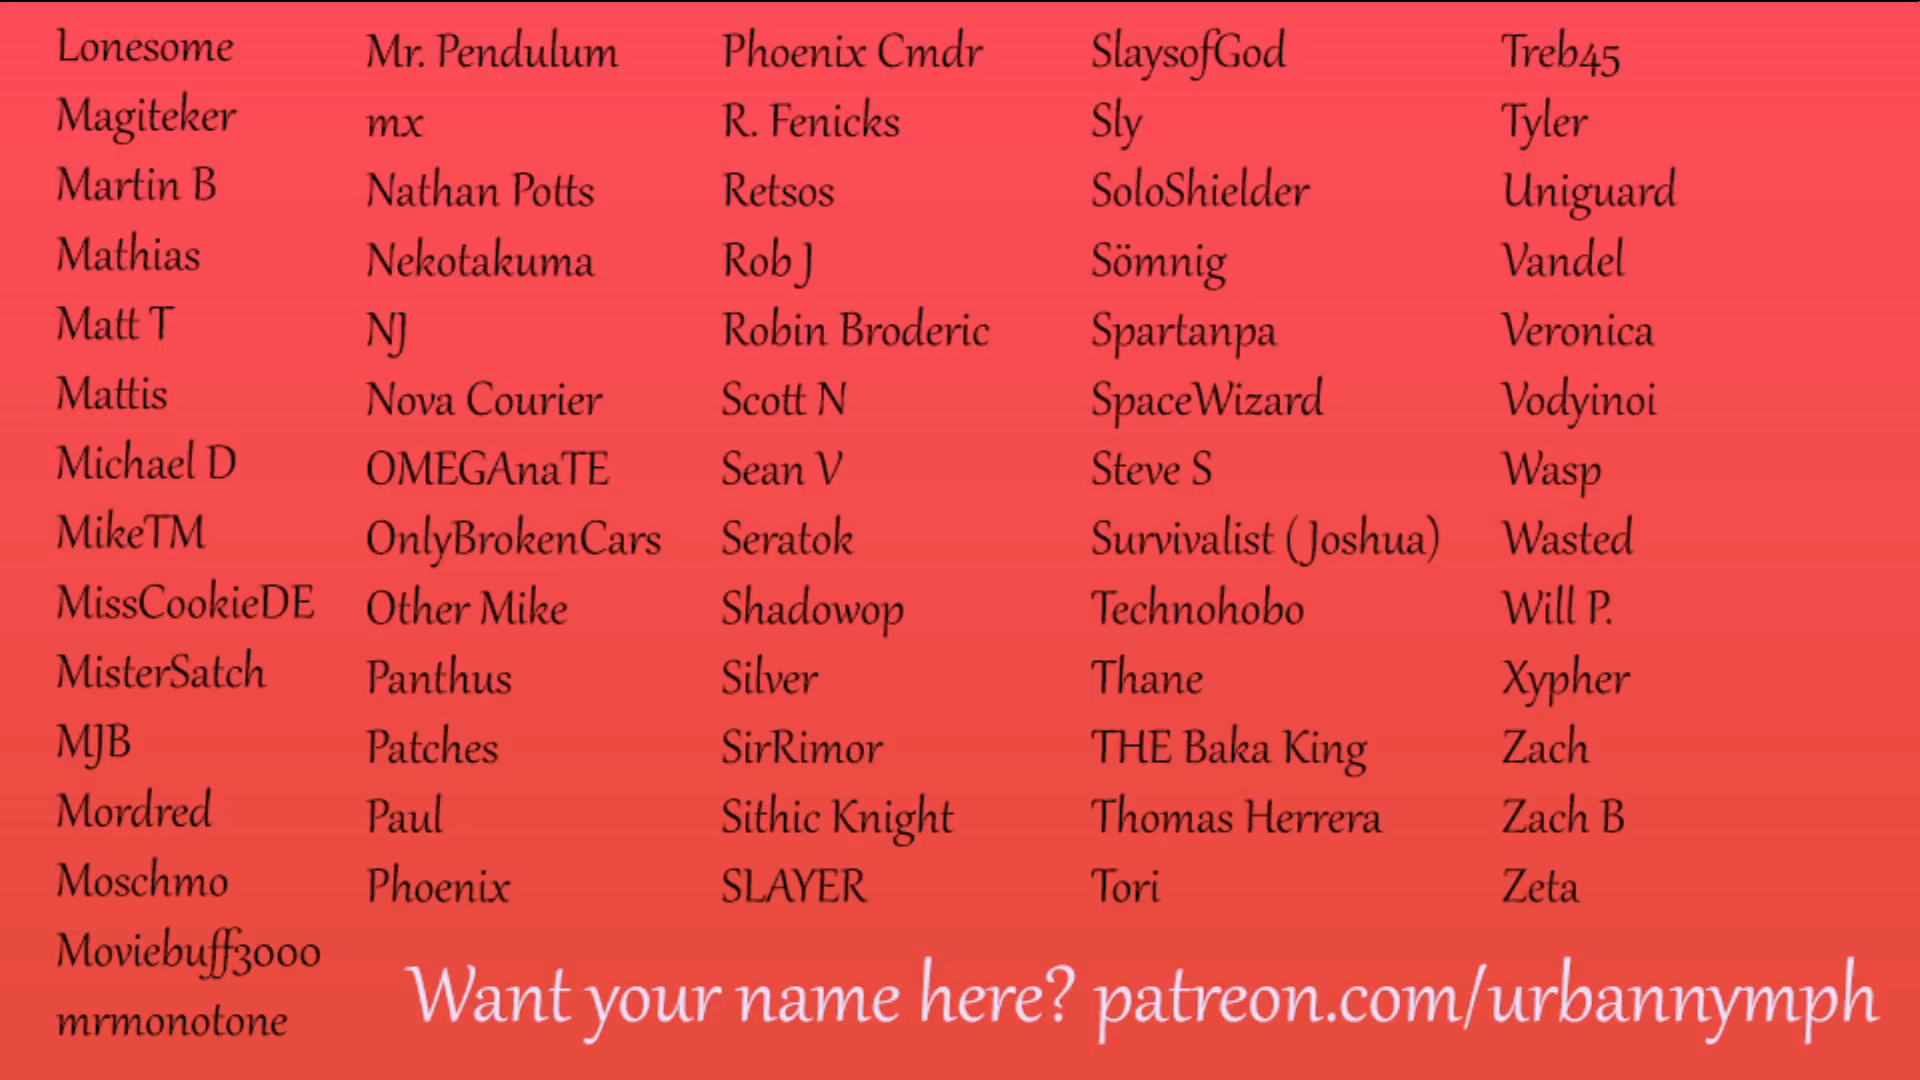 Lonesome
Magiteker
Martin B
Mathias
Matt T
Mattis
Michael D
MikeTM
MissCookieDE
MisterSatch
MJB
Mordred
Moschmo
Moviebuff3000
mrmonotone
Mr. Pendulum
mx
Nathan Potts
Nekotakuma
NJ
Nova Courier
OMEGAnaTE
OnlyBrokenCars
Other Mike
Panthus
Patches
Paul
Phoenix
Phoenix Cmdr
R. Fenicks
Retsos
Rob J
Robin Broderic
Scott N
Sean V
Seratok
Shadowop
Silver
SirRimor
Sithic Knight
SLAYER
SlaysofGod
Sly
SoloShielder
Sömnig
Spartanpa
SpaceWizard
Steve S
Survivalist (Joshua)
Technohobo
Thane
THE Baka King
Thomas Herrera
Tori
Treb45
Tyler
Uniguard
Vandel
Veronica
Vodyinoi
Wasp
Wasted
Will P.
Xypher
Zach
Zach B
Zeta
Want your name here? patreon.com/urbannymph